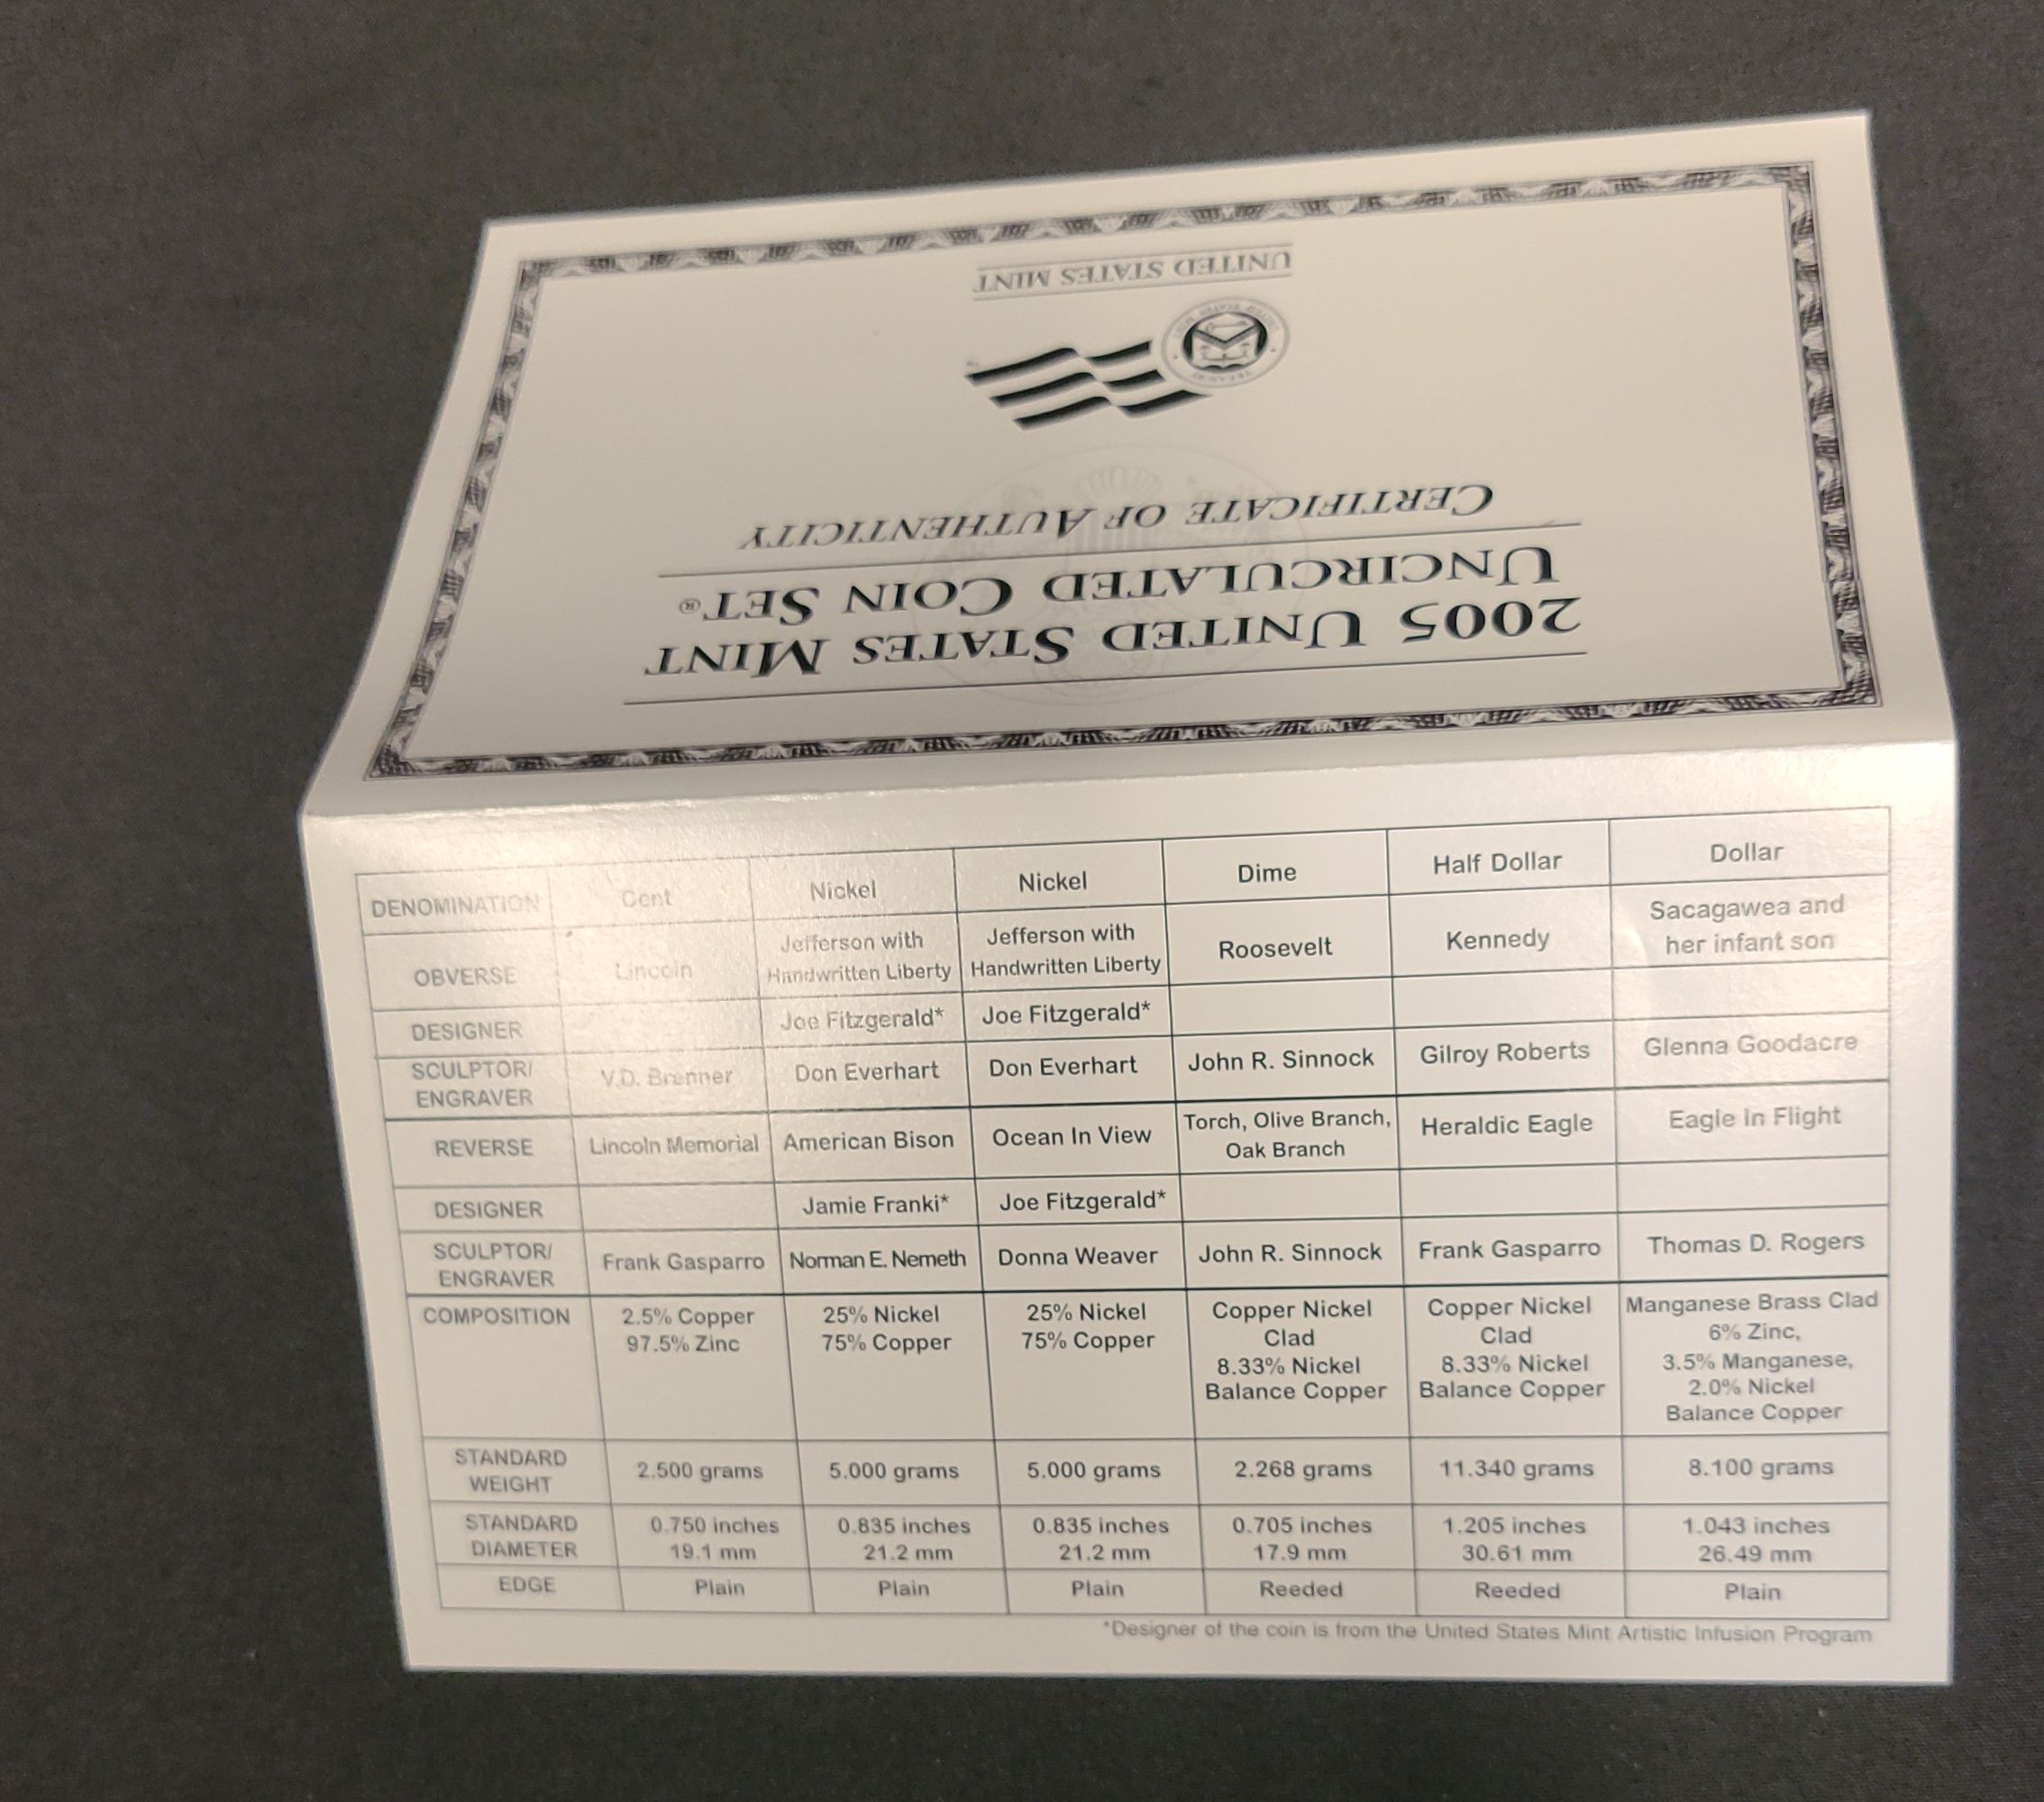 UNITED STATES MINT
2005 UNITED STATES MINT
UNCIRCULATED COIN SET®
CERTIFICATE OF AUTHENTICITY
DENOMINATION Cent Nickel Nickel Dime Half Dollar Dollar
OBVERSE Lincoln Jefferson with Handwritten Liberty Jefferson with Handwritten Liberty Roosevelt Kennedy Sacagawea and her infant son
DESIGNER Joe Fitzgerald* Joe Fitzgerald*
SCULPTOR/ ENGRAVER V.D. Brenner Don Everhart Don Everhart John R. Sinnock Gilroy Roberts Glenna Goodacre
REVERSE Lincoln Memorial American Bison Ocean In View Torch, Olive Branch, Oak Branch Heraldic Eagle Eagle in Flight
DESIGNER Jamie Franki* Joe Fitzgerald*
SCULPTOR/ ENGRAVER Frank Gasparro Norman E. Nemeth Donna Weaver John R. Sinnock Frank Gasparro Thomas D. Rogers
COMPOSITION 2.5% Copper 97.5% Zinc 25% Nickel 75% Copper 25% Nickel 75% Copper Copper Nickel Clad 8.33% Nickel Balance Copper Copper Nickel Clad 8.33% Nickel Balance Copper Manganese Brass Clad 6% Zinc, 3.5% Manganese, 2.0% Nickel Balance Copper
STANDARD WEIGHT 2.500 grams 5.000 grams 5.000 grams 2.268 grams 11.340 grams 8.100 grams
STANDARD DIAMETER 0.750 inches 19.1 mm 0.835 inches 21.2 mm 0.835 inches 21.2 mm 0.705 inches 17.9 mm 1.205 inches 30.61 mm 1.043 inches 26.49 mm
EDGE Plain Plain Plain Reeded Reeded Plain
*Designer of the coin is from the United States Mint Artistic Infusion Program